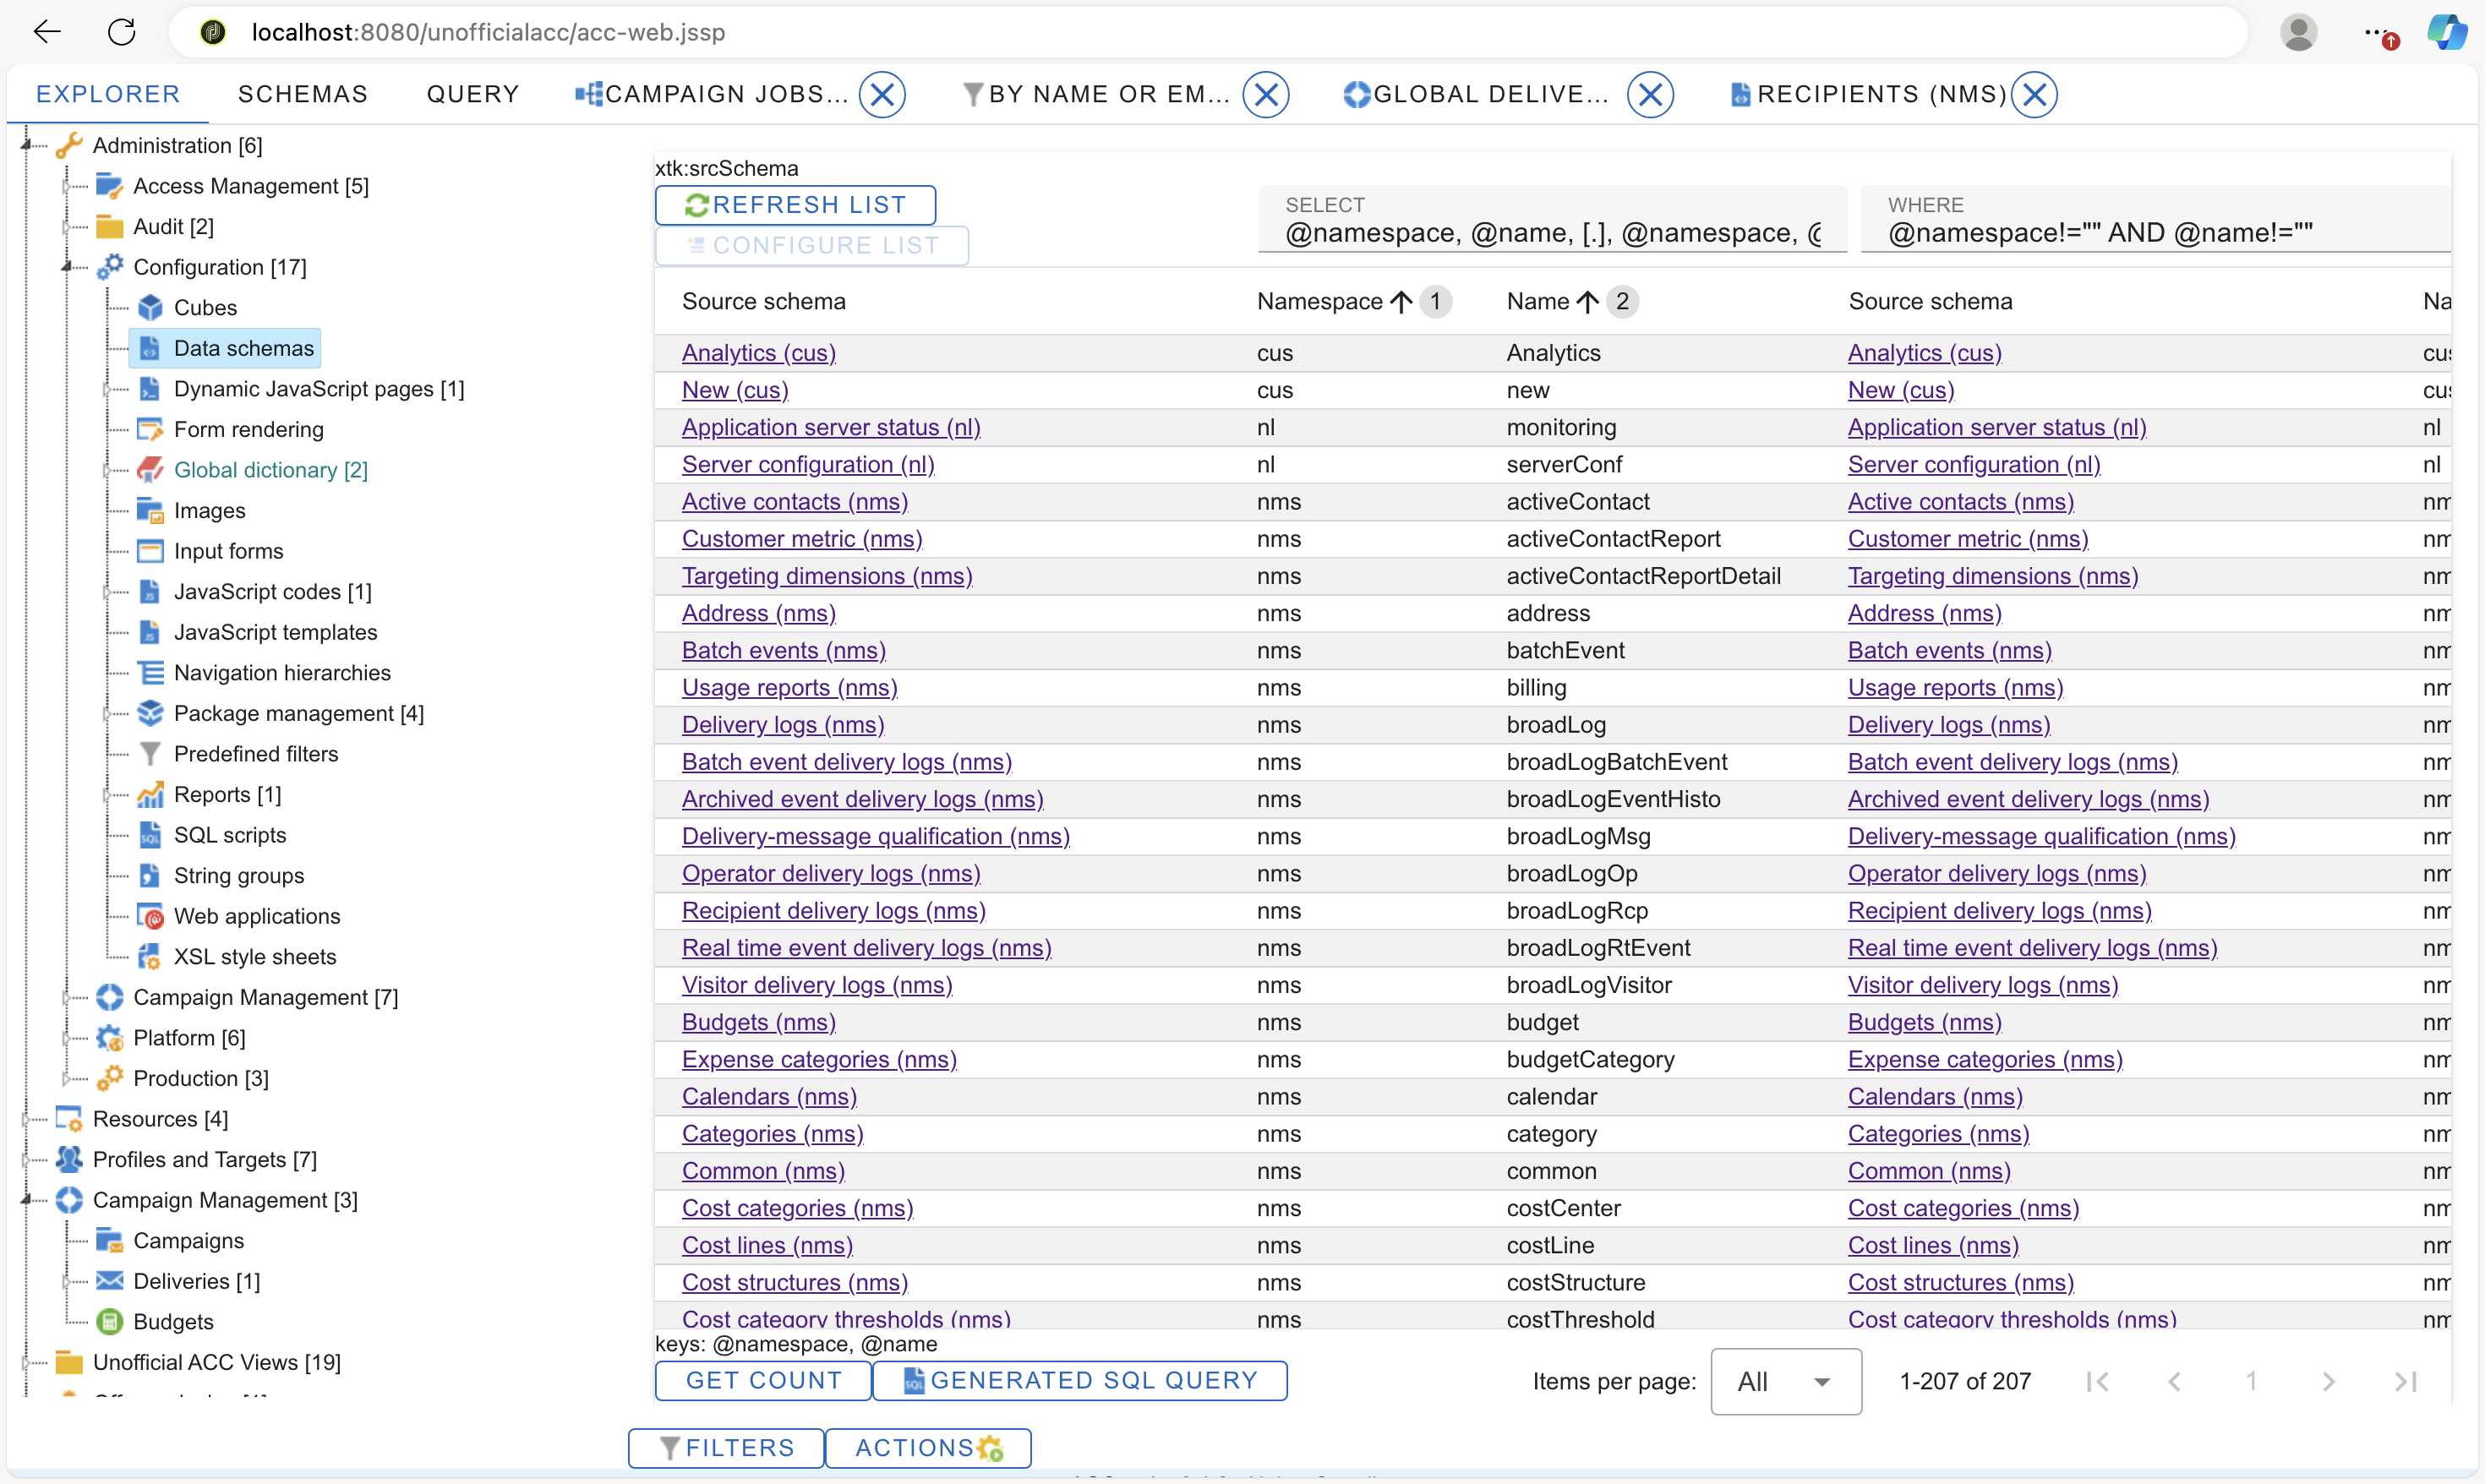 localhost:8080/unofficialacc/acc-web.jssp
EXPLORER
SCHEMAS
QUERY
CAMPAIGN JOBS...
BY NAME OR EM...
GLOBAL DELIVE...
RECIPIENTS (NMS)
Administration [6]
Access Management [5]
Audit [2]
Configuration [17]
Cubes
Data schemas
Dynamic JavaScript pages [1]
Form rendering
Global dictionary [2]
Images
Input forms
JavaScript codes [1]
JavaScript templates
Navigation hierarchies
Package management [4]
Predefined filters
Reports [1]
SQL scripts
String groups
Web applications
XSL style sheets
Campaign Management [7]
Platform [6]
Production [3]
Resources [4]
Profiles and Targets [7]
Campaign Management [3]
Campaigns
Deliveries [1]
Budgets
Unofficial ACC Views [19]
xtk:srcSchema
REFRESH LIST
CONFIGURE LIST
SELECT
@namespace, @name, [.], @namespace, @
WHERE
@namespace!="" AND @name!=""
Source schema Namespace 1 Name 2 Source schema Na
Analytics (cus) cus Analytics Analytics (cus) cus
New (cus) cus new New (cus) cus
Application server status (nl) nl monitoring Application server status (nl) nl
Server configuration (nl) nl serverConf Server configuration (nl) nl
Active contacts (nms) nms activeContact Active contacts (nms) nm
Customer metric (nms) nms activeContactReport Customer metric (nms) nm
Targeting dimensions (nms) nms activeContactReportDetail Targeting dimensions (nms) nm
Address (nms) nms address Address (nms) nm
Batch events (nms) nms batchEvent Batch events (nms) nm
Usage reports (nms) nms billing Usage reports (nms) nm
Delivery logs (nms) nms broadLog Delivery logs (nms) nm
Batch event delivery logs (nms) nms broadLogBatchEvent Batch event delivery logs (nms) nm
Archived event delivery logs (nms) nms broadLogEventHisto Archived event delivery logs (nms) nm
Delivery-message qualification (nms) nms broadLogMsg Delivery-message qualification (nms) nm
Operator delivery logs (nms) nms broadLogOp Operator delivery logs (nms) nm
Recipient delivery logs (nms) nms broadLogRcp Recipient delivery logs (nms) nm
Real time event delivery logs (nms) nms broadLogRtEvent Real time event delivery logs (nms) nm
Visitor delivery logs (nms) nms broadLogVisitor Visitor delivery logs (nms) nm
Budgets (nms) nms budget Budgets (nms) nm
Expense categories (nms) nms budgetCategory Expense categories (nms) nm
Calendars (nms) nms calendar Calendars (nms) nm
Categories (nms) nms category Categories (nms) nm
Common (nms) nms common Common (nms) nm
Cost categories (nms) nms costCenter Cost categories (nms) nm
Cost lines (nms) nms costLine Cost lines (nms) nm
Cost structures (nms) nms costStructure Cost structures (nms) nm
Cost category thresholds (nms) nms costThreshold Cost category thresholds (nms) nm
keys: @namespace, @name
GET COUNT
GENERATED SQL QUERY
Items per page: All 1-207 of 207 1
FILTERS
ACTIONS